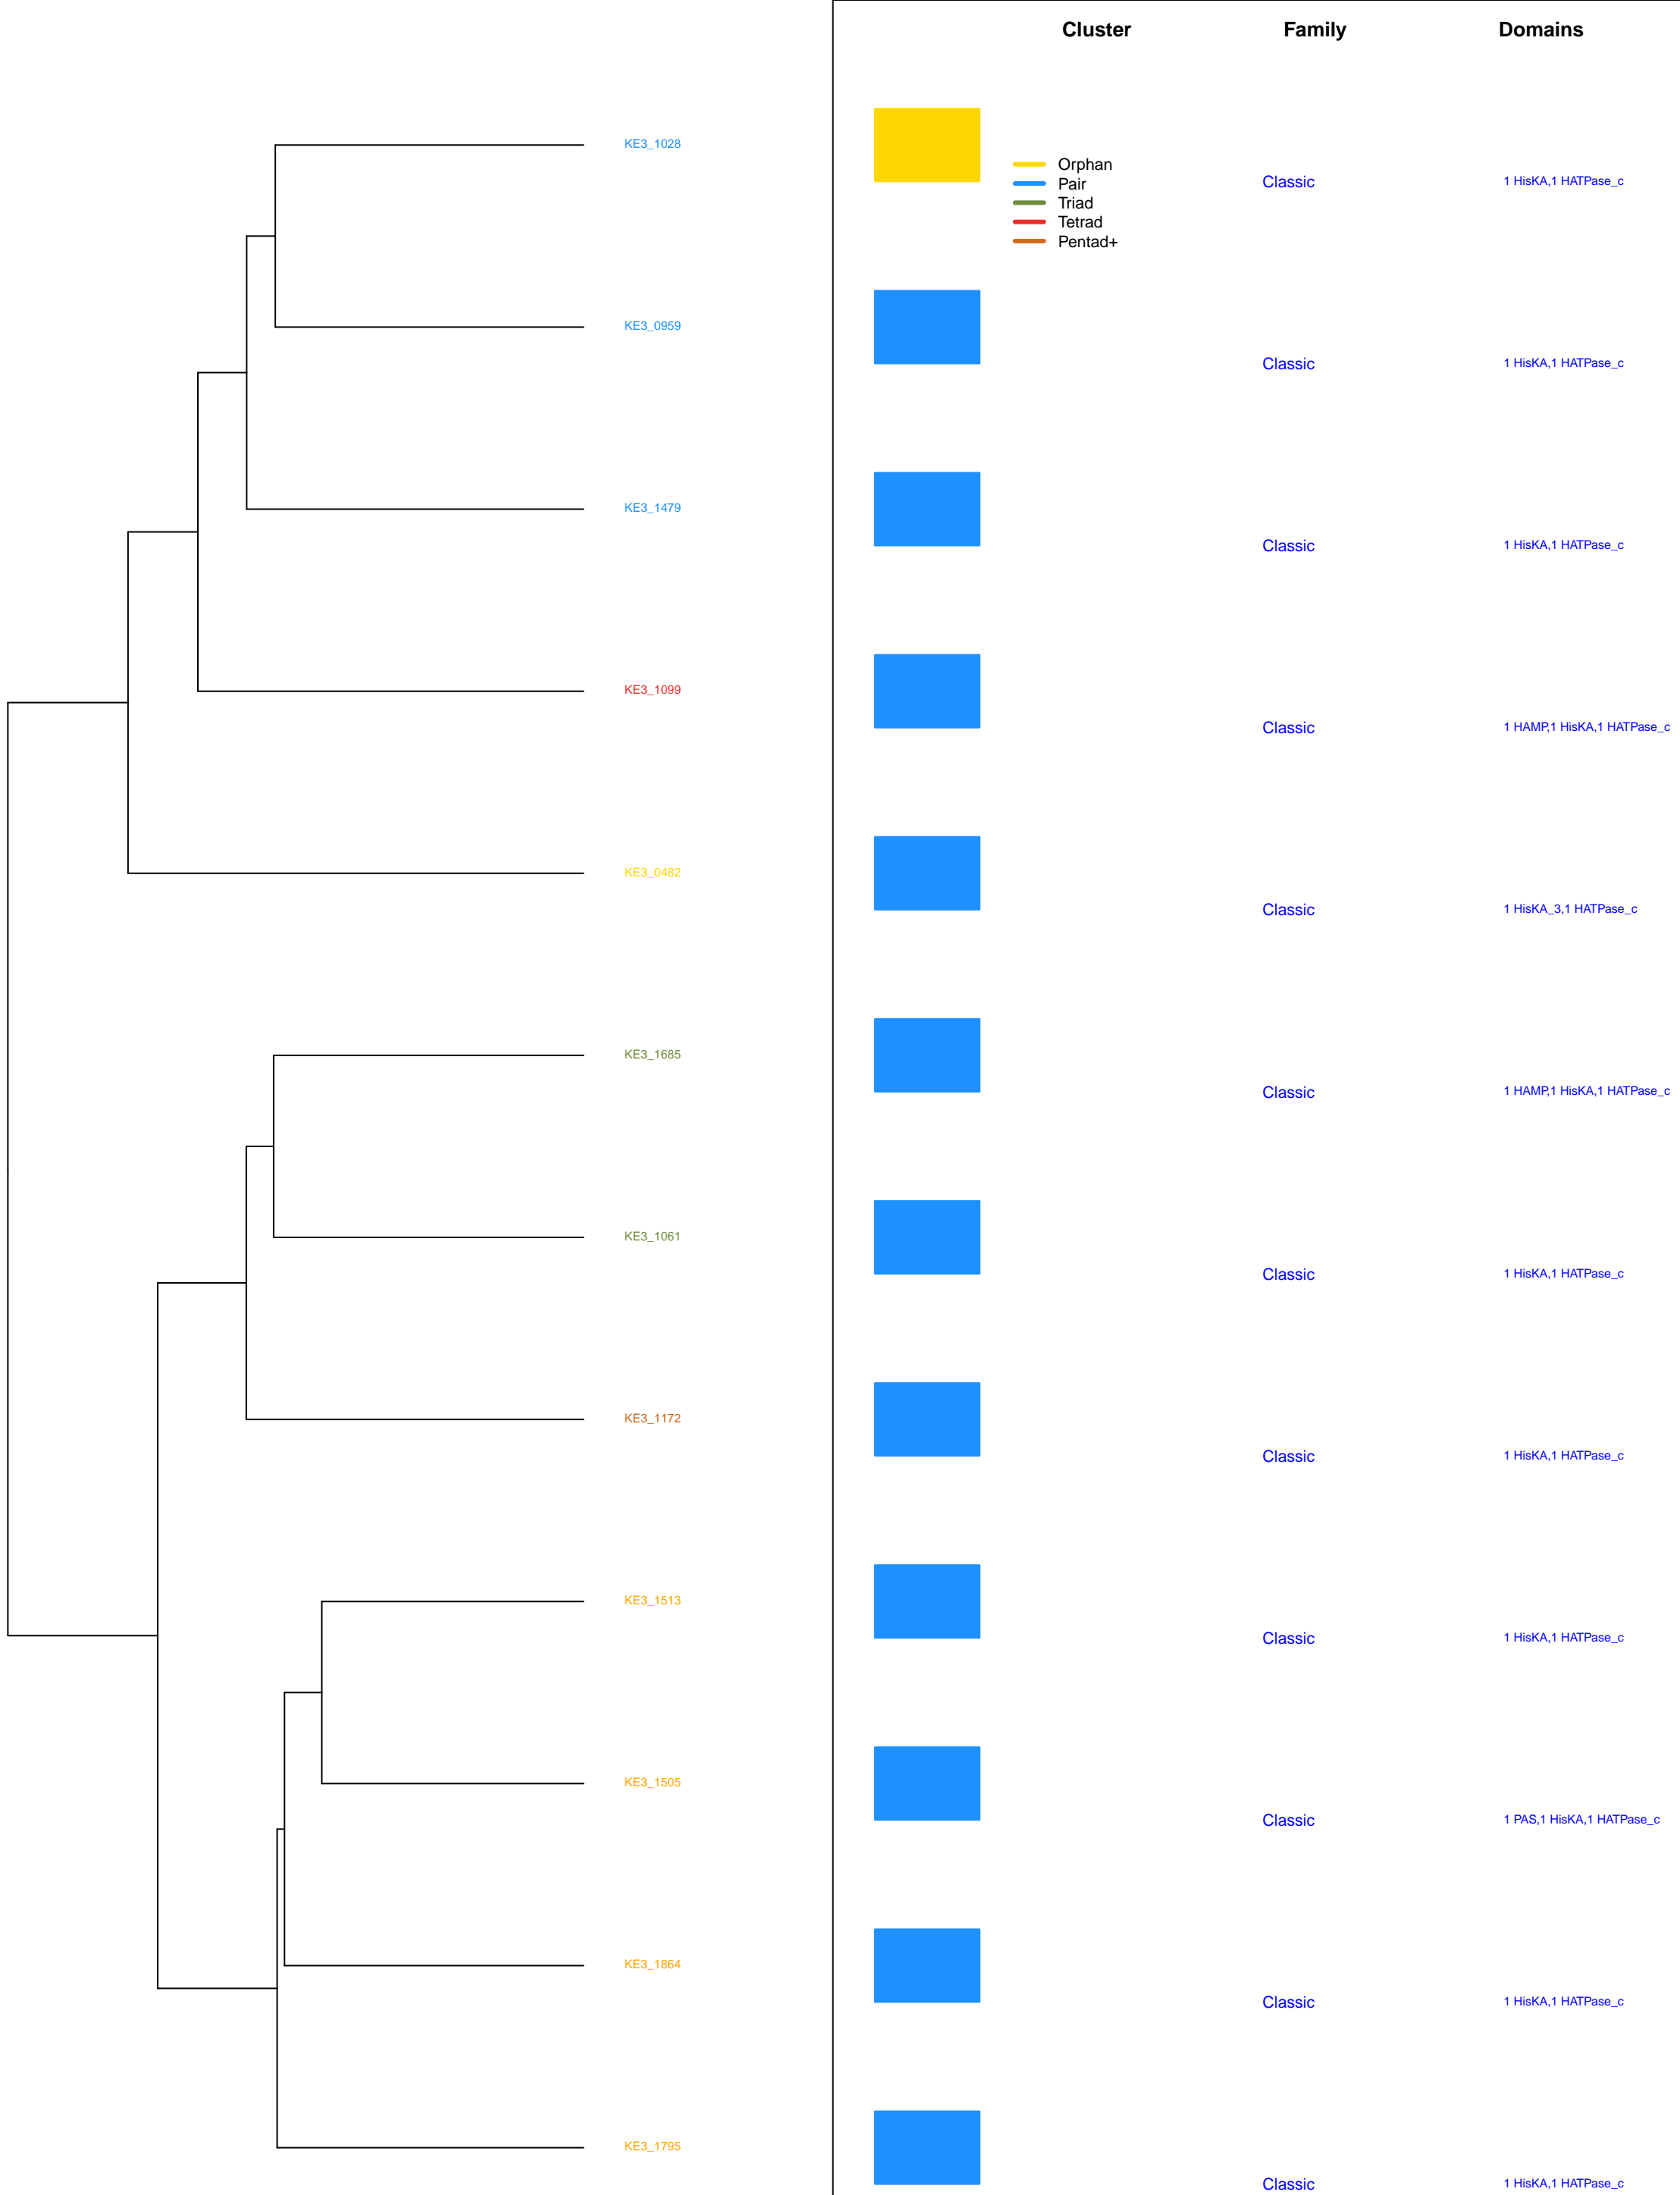 Cluster Family Domains
KE3_1028
Orphan
Pair
Triad
Tetrad
Pentad+
Classic 1 HisKA,1 HATPase_c
KE3_0959
Classic 1 HisKA,1 HATPase_c
KE3_1479
Classic 1 HisKA,1 HATPase_c
KE3_1099
Classic 1 HAMP,1 HisKA,1 HATPase_c
KE3_0482
Classic 1 HisKA_3,1 HATPase_c
KE3_1685
Classic 1 HAMP,1 HisKA,1 HATPase_c
KE3_1061
Classic 1 HisKA,1 HATPase_c
KE3_1172
Classic 1 HisKA,1 HATPase_c
KE3_1513
Classic 1 HisKA,1 HATPase_c
KE3_1505
Classic 1 PAS,1 HisKA,1 HATPase_c
KE3_1864
Classic 1 HisKA,1 HATPase_c
KE3_1795
Classic 1 HisKA,1 HATPase_c